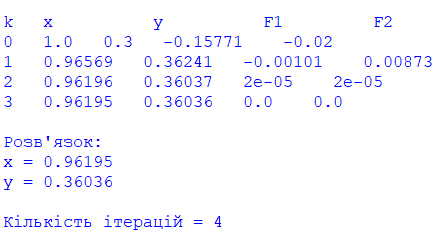 k x y F1 F2
0 1.0 0.3 -0.15771 -0.02
1 0.96569 0.36241 -0.00101 0.00873
2 0.96196 0.36037 2e-05 2e-05
3 0.96195 0.36036 0.0 0.0
Розв'язок:
x = 0.96195
y = 0.36036
Кількість ітерацій = 4